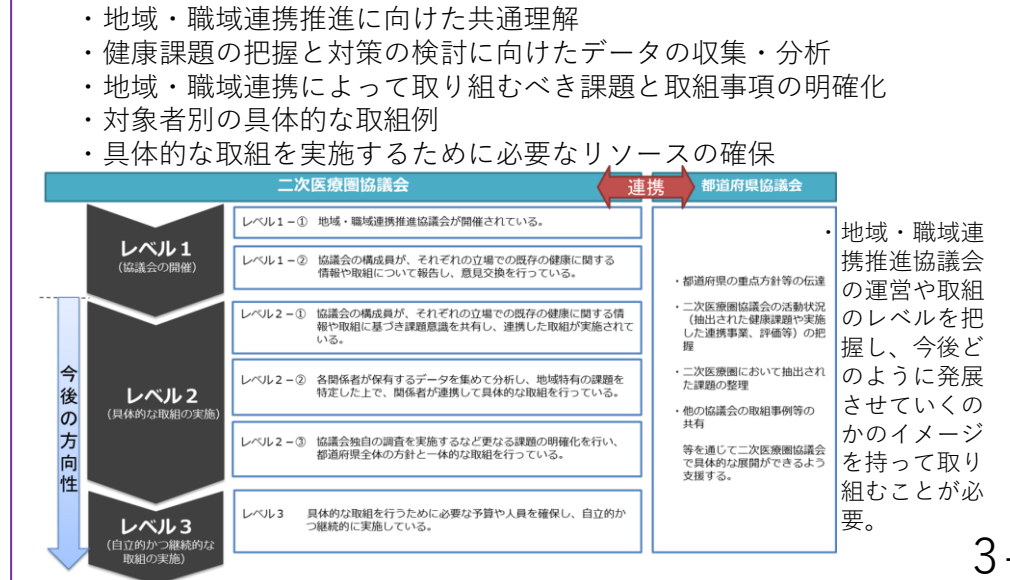 ・地域・職域連携推進に向けた共通理解
・健康課題の把握と対策の検討に向けたデータの収集・分析
・地域・職域連携によって取り組むべき課題と取組事項の明確化
・対象者別の具体的な取組例
・具体的な取組を実施するために必要なリソースの確保
二次医療圏協議会
連携
都道府県協議会
レベル1
(協議会の開催)
レベル1-① 地域・職域連携推進協議会が開催されている。
レベル1-② 協議会の構成員が、それぞれの立場での既存の健康に関する
情報や取組について報告し、意見交換を行っている。
今後の方向性
レベル2
(具体的な取組の実施)
レベル2-① 協議会の構成員が、それぞれの立場での既存の健康に関する情
報や取組に基づき課題意識を共有し、連携した取組が実施されて
いる。
レベル2-② 各関係者が保有するデータを集めて分析し、地域特有の課題を
特定した上で、関係者が連携して具体的な取組を行っている。
レベル2-③ 協議会独自の調査を実施するなど更なる課題の明確化を行い、
都道府県全体の方針と一体的な取組を行っている。
レベル3
(自立的かつ継続的な
取組の実施)
レベル3 具体的な取組を行うために必要な予算や人員を確保し、自立的か
つ継続的に実施している。
・都道府県の重点方針等の伝達
・二次医療圏協議会の活動状況
(抽出された健康課題や実施
した連携事業、評価等)の把
握
・二次医療圏において抽出され
た課題の整理
・他の協議会の取組事例等の
共有
等を通じて二次医療圏協議会
で具体的な展開ができるよう
支援する。
・地域・職域連
携推進協議会
の運営や取組
のレベルを把
握し、今後ど
のように発展
させていくの
かのイメージ
を持って取り
組むことが必
要。
3-